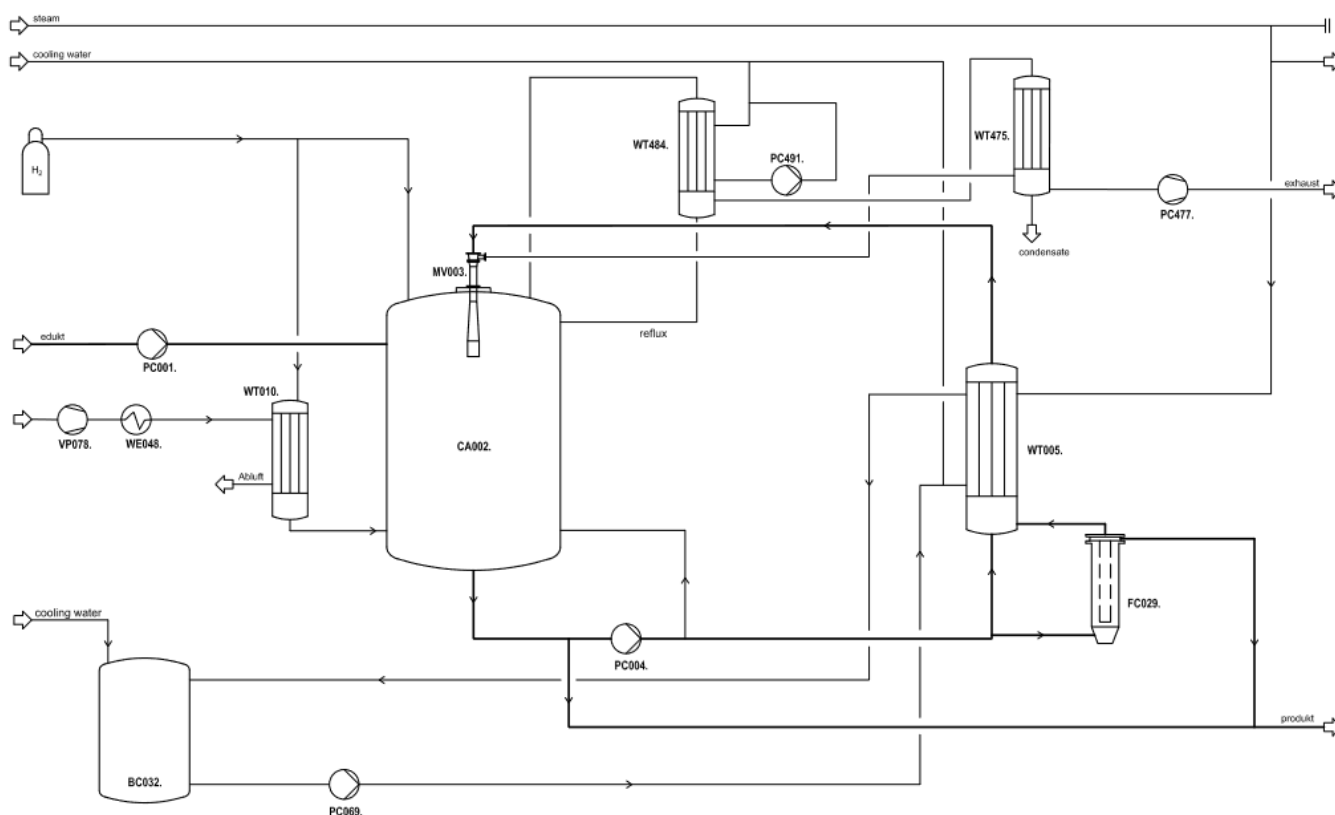 steam
cooling water
H₂
WT484.
WT475.
PC491.
exhaust
PC477.
condensate
MV003.
reflux
edukt
PC001.
WT010.
VP078.
WE048.
CA002.
WT005.
Abluft
FC029.
cooling water
PC004.
produkt
BC032.
PC069.